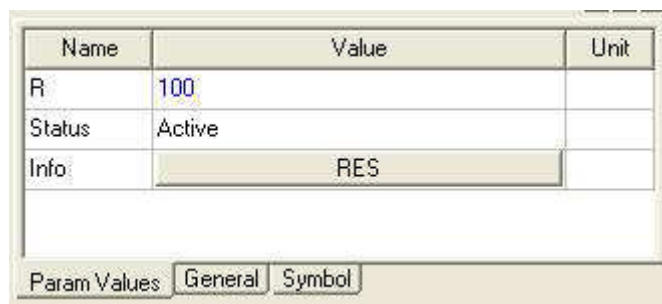 Name Value Unit
R 100
Status Active
Info RES
Param Values General Symbol